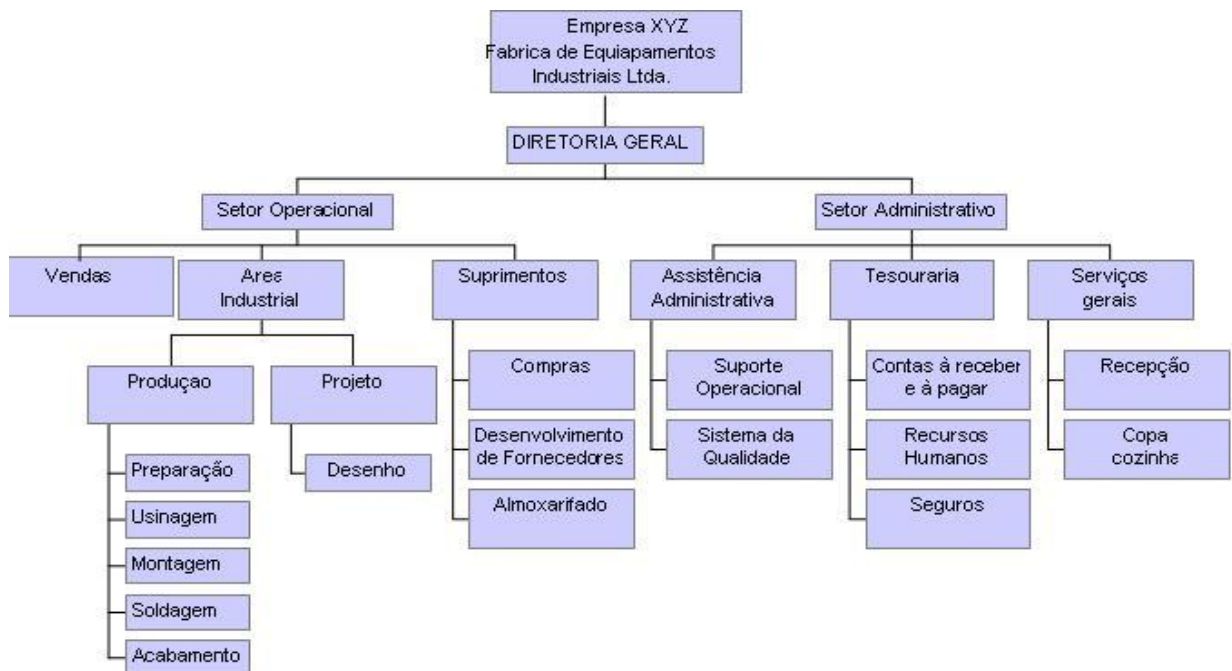 Empresa XYZ
Fabrica de Equiapamentos
Industriais Ltda.
DIRETORIA GERAL
Setor Operacional
Setor Administrativo
Vendas
Area
Industrial
Suprimentos
Assistência
Administrativa
Tesouraria
Serviços
gerais
Produçao
Projeto
Compras
Suporte
Operacional
Contas à receber
e à pagar
Recepção
Preparação
Desenho
Desenvolvimento
de Fornecedores
Sistema da
Qualidade
Recursos
Humanos
Copa
cozinha
Usinagem
Almoxarifado
Seguros
Montagem
Soldagem
Acabamento